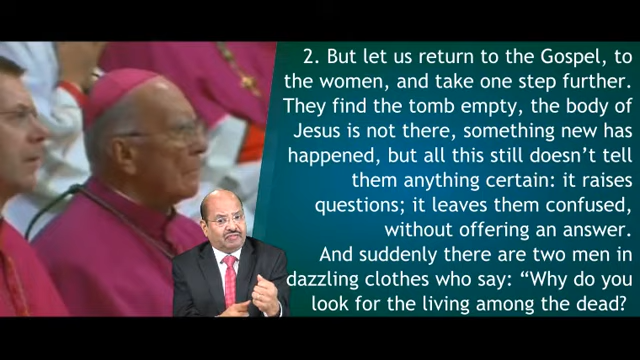 2. But let us return to the Gospel, to
the women, and take one step further.
They find the tomb empty, the body of
Jesus is not there, something new has
happened, but all this still doesn’t tell
them anything certain: it raises
questions; it leaves them confused,
without offering an answer.
And suddenly there are two men in
dazzling clothes who say: “Why do you
look for the living among the dead?